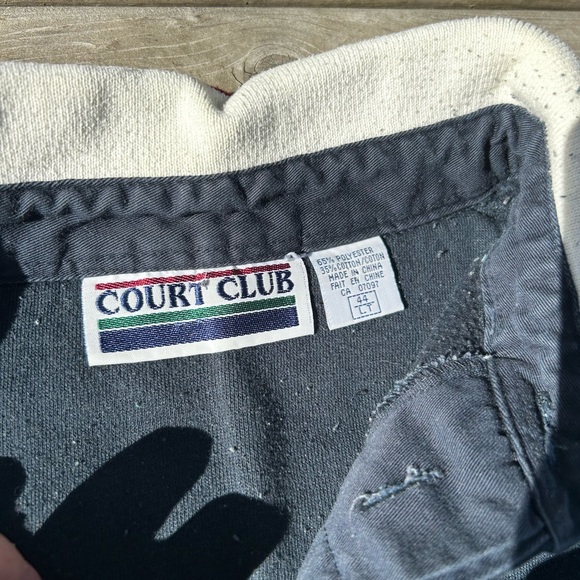 COURT CLUB
65% POLYESTER
35% COTTON/COTON
MADE IN CHINA
FAIT EN CHINE
CA 07097
44
LT